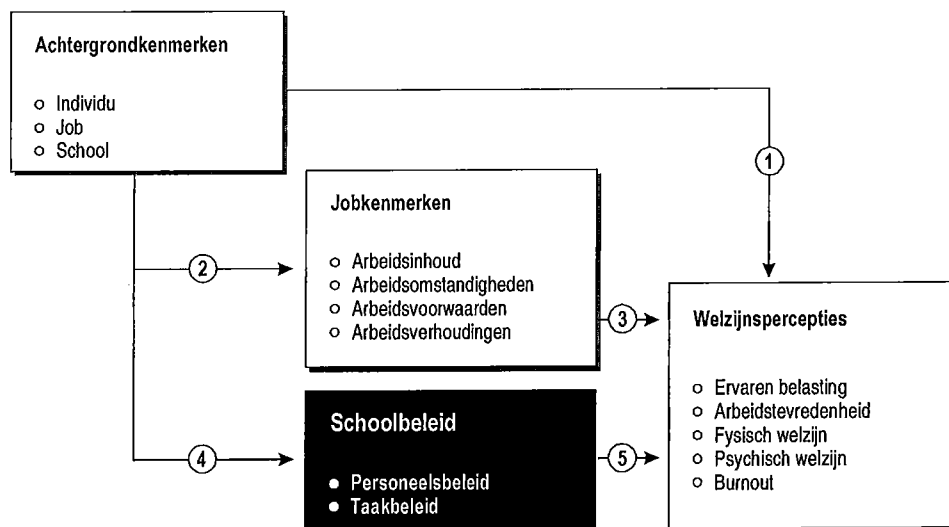 Achtergrondkenmerken
○ Individu
○ Job
○ School
1
Jobkenmerken
○ Arbeidsinhoud
○ Arbeidsomstandigheden
○ Arbeidsvoorwaarden
○ Arbeidsverhoudingen
2
3
Welzijnspercepties
○ Ervaren belasting
○ Arbeidstevredenheid
○ Fysisch welzijn
○ Psychisch welzijn
○ Burnout
Schoolbeleid
● Personeelsbeleid
● Taakbeleid
4
5